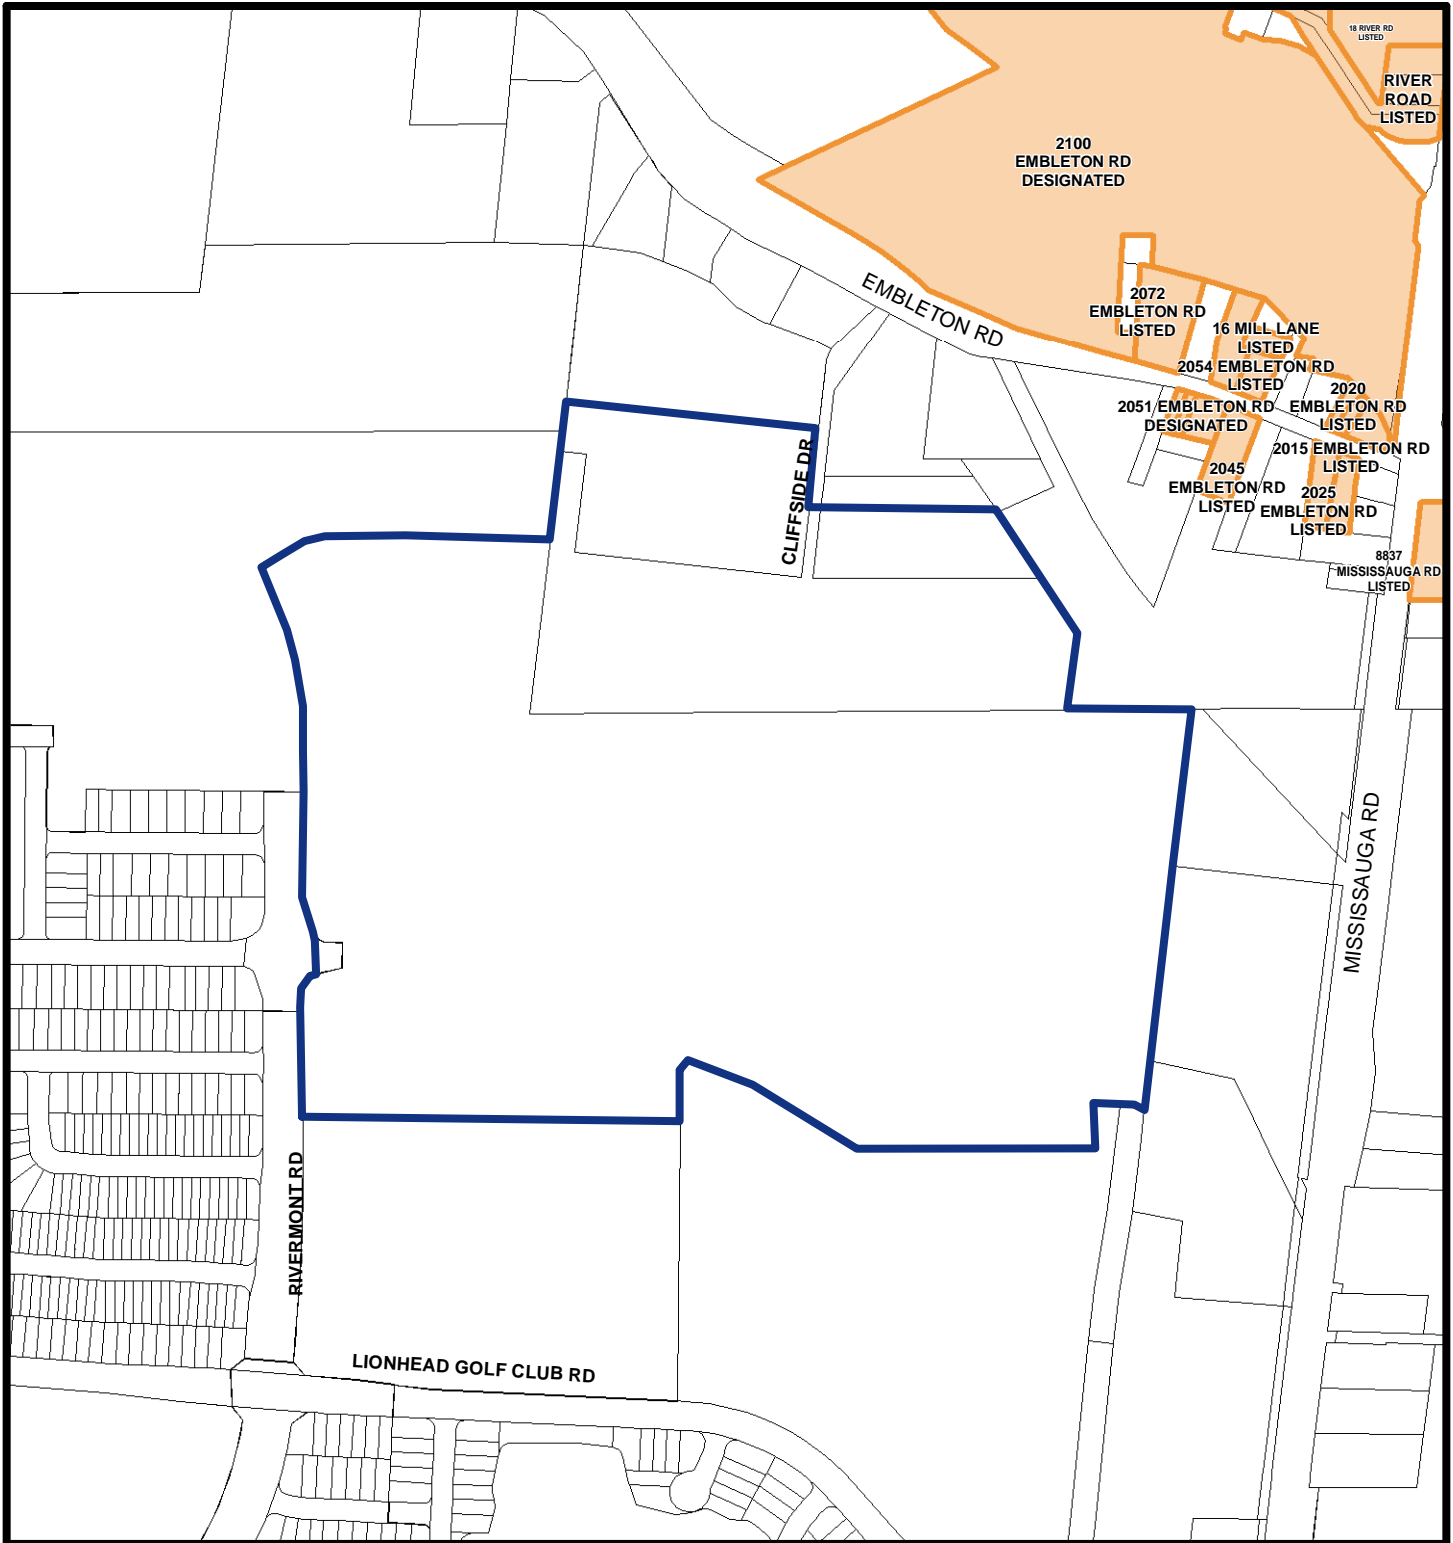 18 RIVER RD
LISTED
RIVER
ROAD
LISTED
2100
EMBLETON RD
DESIGNATED
EMBLETON RD
2072
EMBLETON RD
LISTED
16 MILL LANE
LISTED
2054 EMBLETON RD
LISTED
2020
EMBLETON RD
LISTED
2051 EMBLETON RD
DESIGNATED
2015 EMBLETON RD
LISTED
2045
EMBLETON RD
LISTED
2025
EMBLETON RD
LISTED
CLIFFSIDE DR
8837
MISSISSAUGA RD
LISTED
MISSISSAUGA RD
RIVERMONT RD
LIONHEAD GOLF CLUB RD